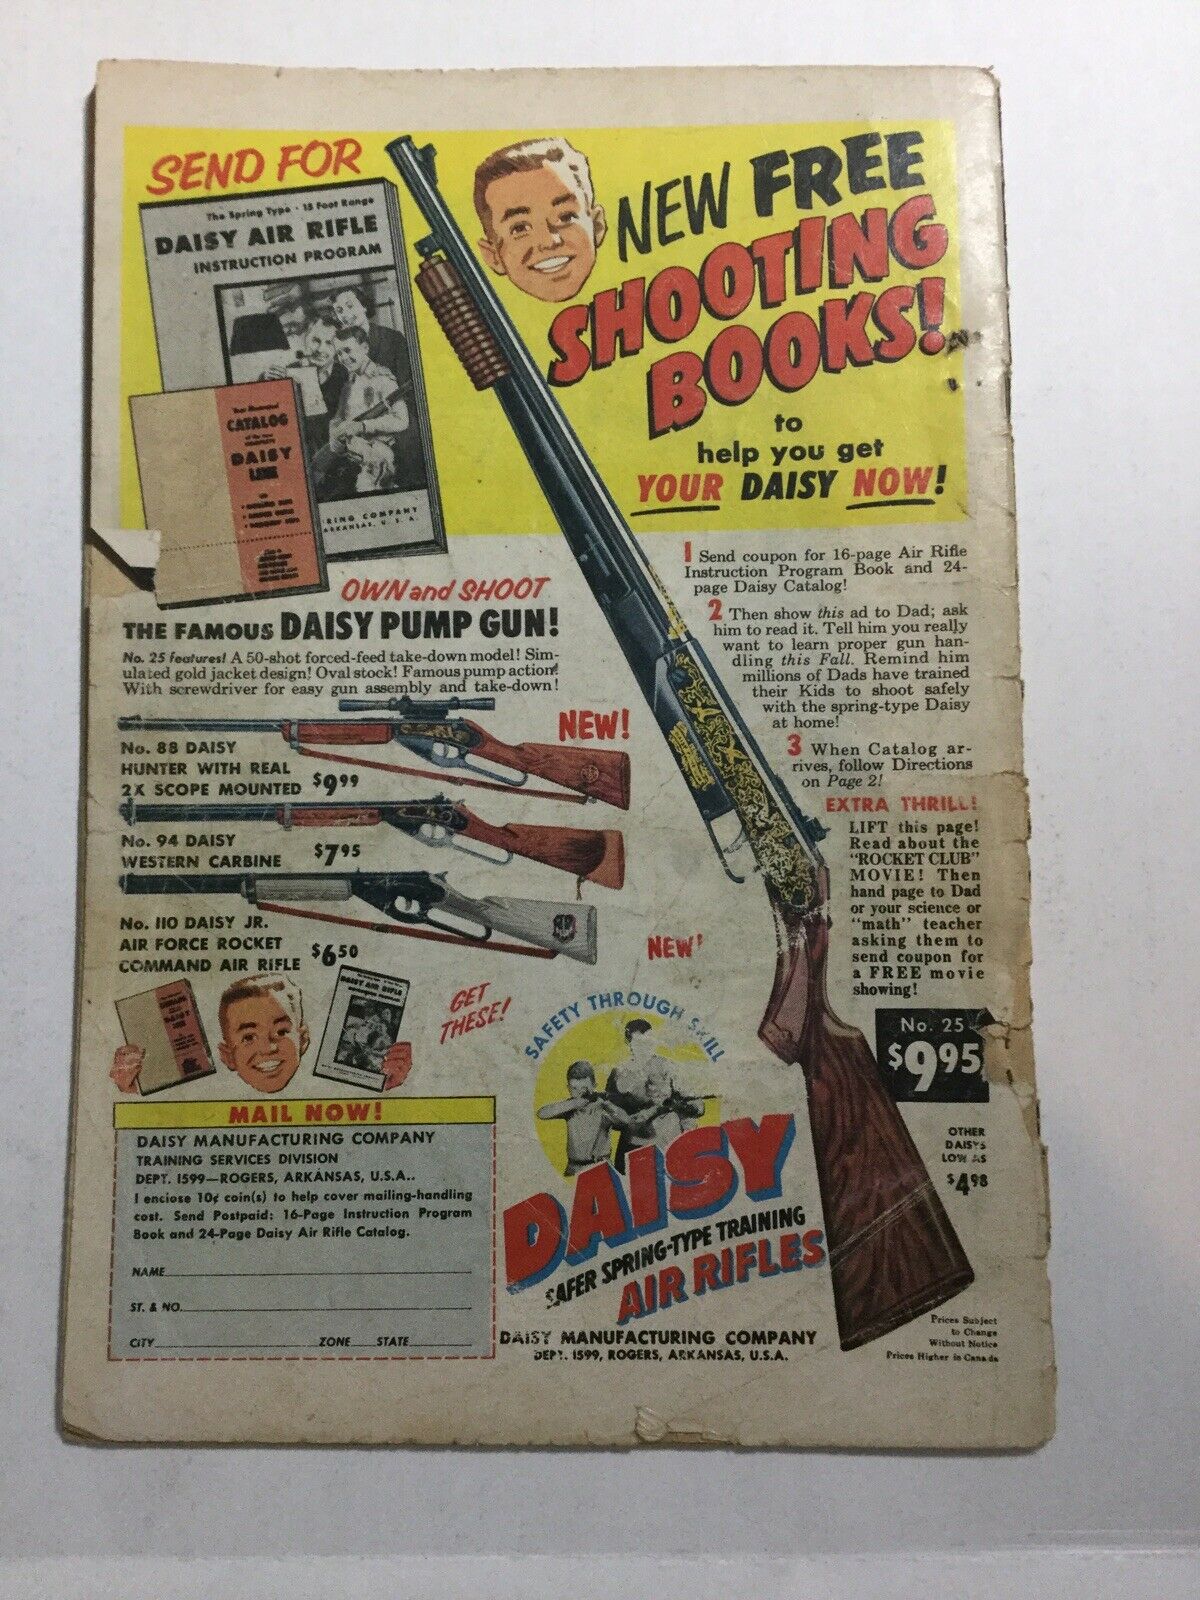 SEND FOR
The Spring Type - 15 Foot Range
DAISY AIR RIFLE
INSTRUCTION PROGRAM
Your Illustrated
CATALOG
of the new
COMPLETE
DAISY
LINE
RING COMPANY
ARKANSAS, U. S. A.
NEW FREE
SHOOTING
BOOKS!
to
help you get
YOUR DAISY NOW!
1 Send coupon for 16-page Air Rifle
Instruction Program Book and 24-
page Daisy Catalog!
2 Then show this ad to Dad; ask
him to read it. Tell him you really
want to learn proper gun han-
dling this Fall. Remind him
millions of Dads have trained
their Kids to shoot safely
with the spring-type Daisy
at home!
3 When Catalog ar-
rives, follow Directions
on Page 2!
EXTRA THRILL!
LIFT this page!
Read about the
"ROCKET CLUB"
MOVIE! Then
hand page to Dad
or your science or
"math" teacher
asking them to
send coupon for
a FREE movie
showing!
No. 25
$9.95
OTHER
DAISYS
LOW AS
$4.98
OWN and SHOOT
THE FAMOUS DAISY PUMP GUN!
No. 25 features! A 50-shot forced-feed take-down model! Sim-
ulated gold jacket design! Oval stock! Famous pump action!
With screwdriver for easy gun assembly and take-down!
NEW!
No. 88 DAISY
HUNTER WITH REAL
2X SCOPE MOUNTED $9.99
No. 94 DAISY
WESTERN CARBINE $7.95
No. 110 DAISY JR.
AIR FORCE ROCKET
COMMAND AIR RIFLE $6.50
NEW!
DAISY
DAISY AIR RIFLE
GET
THESE!
SAFETY THROUGH SKILL
DAISY
SAFER SPRING-TYPE TRAINING
AIR RIFLES
DAISY MANUFACTURING COMPANY
DEPT. 1599, ROGERS, ARKANSAS, U.S.A.
MAIL NOW!
DAISY MANUFACTURING COMPANY
TRAINING SERVICES DIVISION
DEPT. 1599—ROGERS, ARKANSAS, U.S.A..
I enclose 10¢ coin(s) to help cover mailing-handling
cost. Send Postpaid: 16-Page Instruction Program
Book and 24-Page Daisy Air Rifle Catalog.
NAME
ST. & NO.
CITY ZONE STATE
Prices Subject
to Change
Without Notice
Prices Higher in Canada